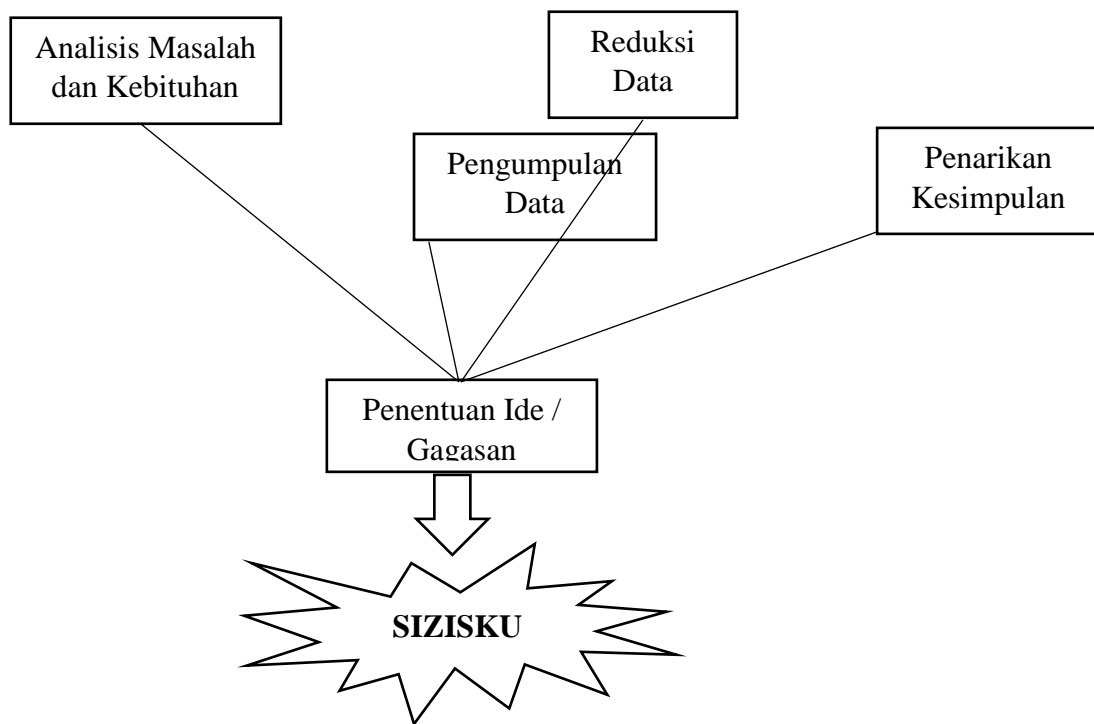 Analisis Masalah
dan Kebituhan
Reduksi
Data
Pengumpulan
Data
Penarikan
Kesimpulan
Penentuan Ide /
Gagasan
SIZISKU